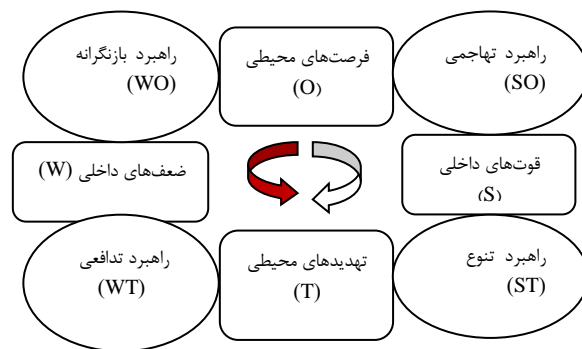 راهبرد تهاجمی
(SO)
فرصت‌های محیطی
(O)
راهبرد بازنگرانه
(WO)
قوت‌های داخلی
(S)
ضعف‌های داخلی (W)
راهبرد تنوع
(ST)
تهدیدهای محیطی
(T)
راهبرد تدافعی
(WT)